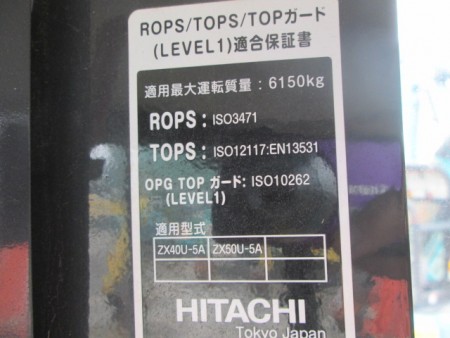 ROPS/TOPS/TOPガード
(LEVEL1)適合保証書
適用最大運転質量：6150kg
ROPS：ISO3471
TOPS：ISO12117:EN13531
OPG TOP ガード：ISO10262
(LEVEL1)
適用型式
ZX40U-5A ZX50U-5A
HITACHI
Tokyo Japan